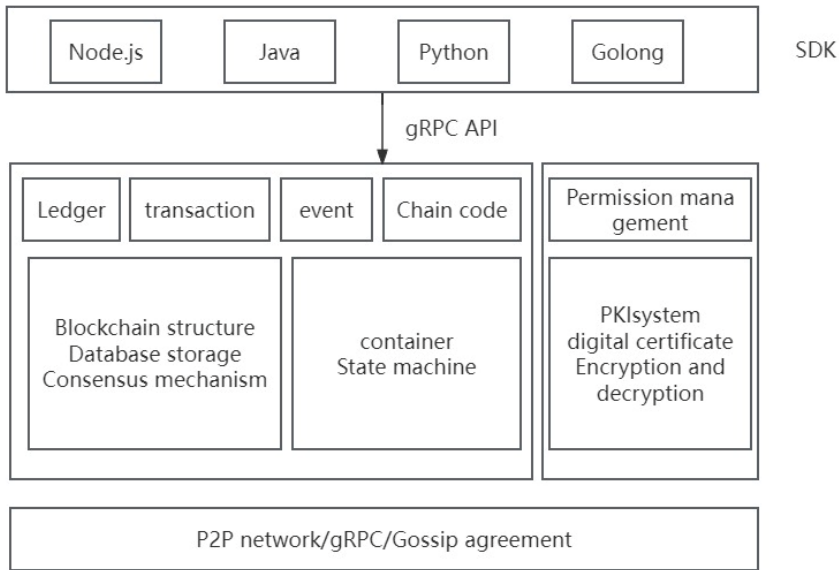 Node.js
Java
Python
Golong
SDK
gRPC API
Ledger
transaction
event
Chain code
Permission mana
gement
Blockchain structure
Database storage
Consensus mechanism
container
State machine
PKIsystem
digital certificate
Encryption and
decryption
P2P network/gRPC/Gossip agreement